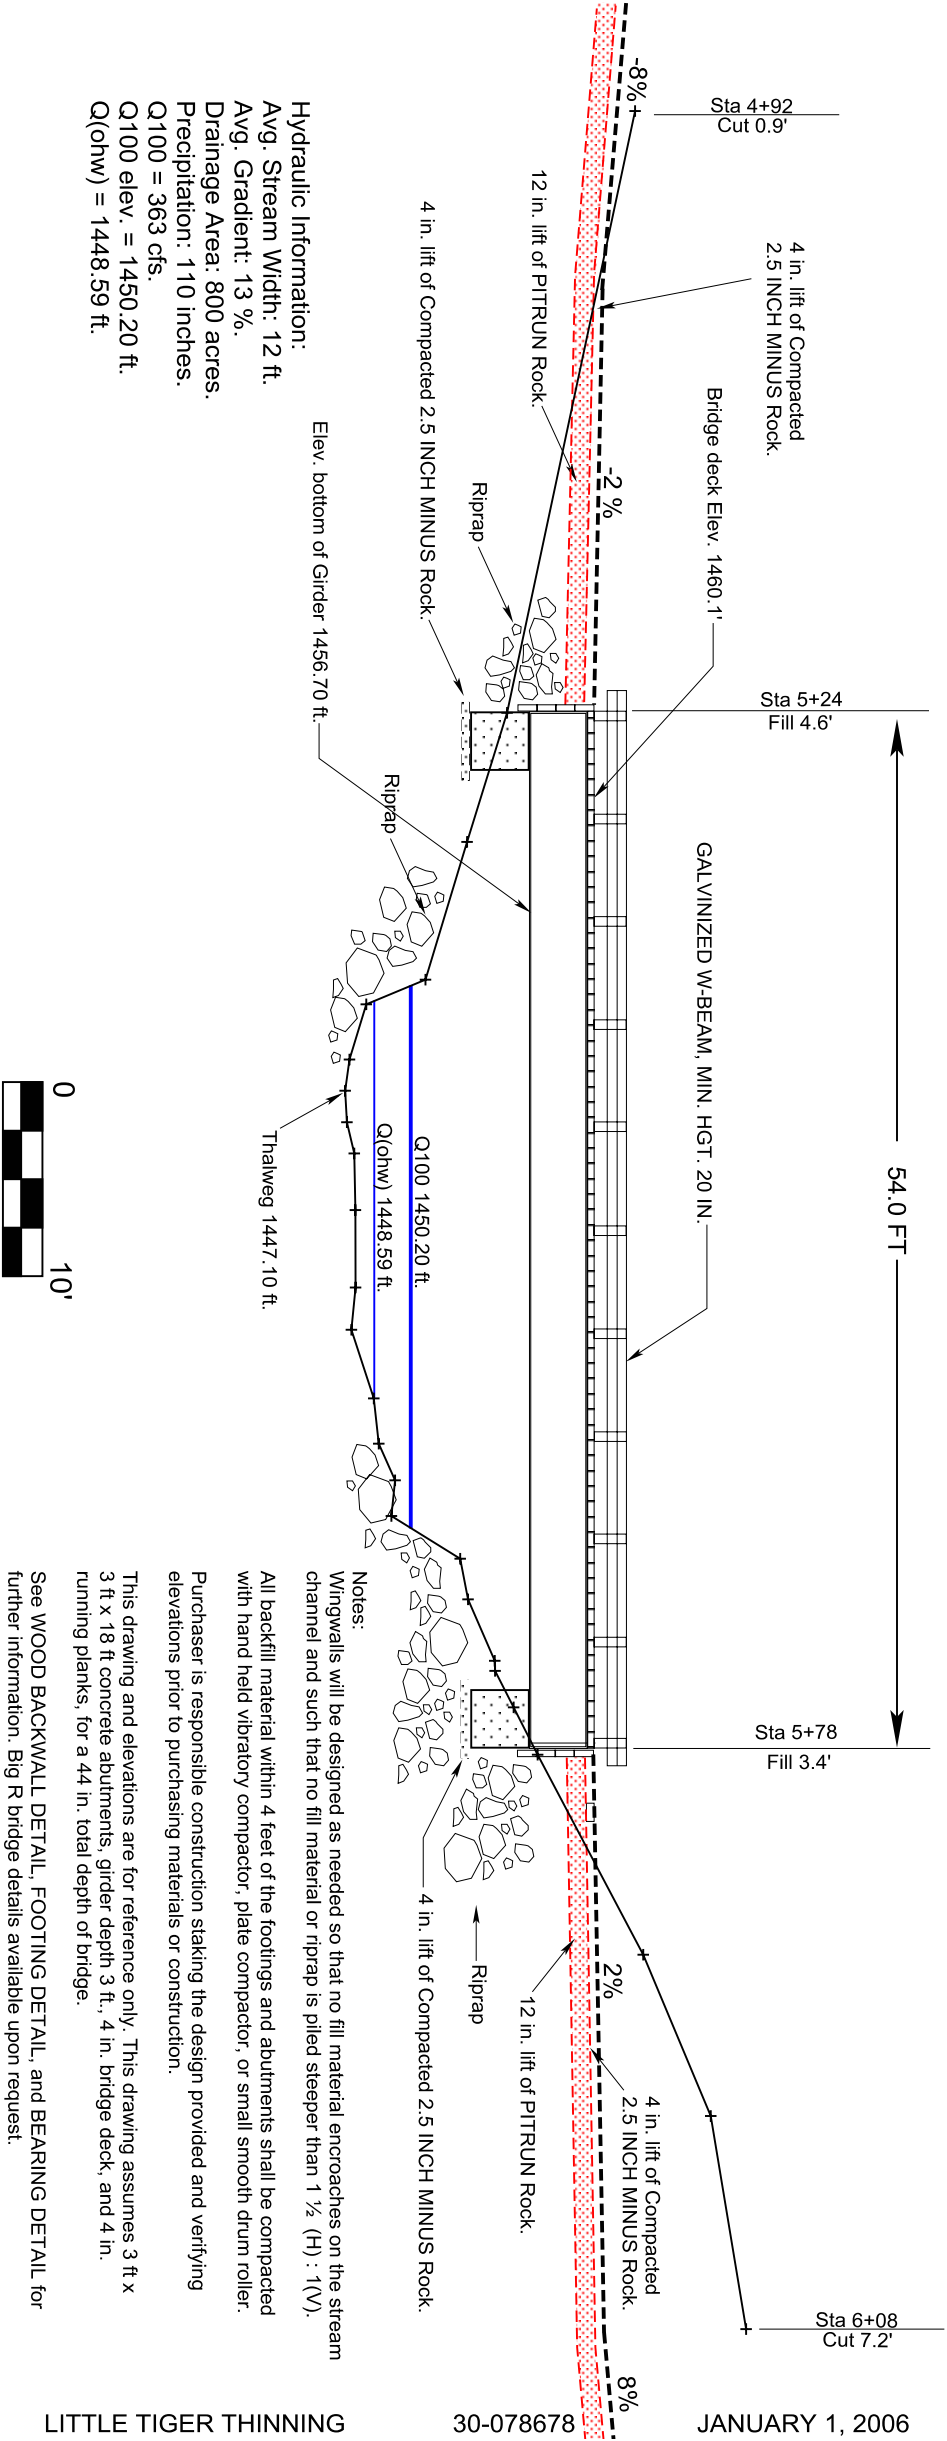 Sta 4+92
Cut 0.9'
-8%
4 in. lift of Compacted
2.5 INCH MINUS Rock.
12 in. lift of PITRUN Rock.
4 in. lift of Compacted 2.5 INCH MINUS Rock.
-2 %
Bridge deck Elev. 1460.1'
Riprap
Elev. bottom of Girder 1456.70 ft.
Hydraulic Information:
Avg. Stream Width: 12 ft.
Avg. Gradient: 13 %.
Drainage Area: 800 acres.
Precipitation: 110 inches.
Q100 = 363 cfs.
Q100 elev. = 1450.20 ft.
Q(ohw) = 1448.59 ft.
Sta 5+24
Fill 4.6'
Riprap
GALVINIZED W-BEAM, MIN. HGT. 20 IN.
54.0 FT
Q100 1450.20 ft.
Q(ohw) 1448.59 ft.
Thalweg 1447.10 ft.
0
10'
Sta 5+78
Fill 3.4'
4 in. lift of Compacted 2.5 INCH MINUS Rock.
Riprap
12 in. lift of PITRUN Rock.
2%
4 in. lift of Compacted
2.5 INCH MINUS Rock.
Sta 6+08
Cut 7.2'
8%
Notes:
Wingwalls will be designed as needed so that no fill material encroaches on the stream
channel and such that no fill material or riprap is piled steeper than 1 ½ (H) : 1(V).
All backfill material within 4 feet of the footings and abutments shall be compacted
with hand held vibratory compactor, plate compactor, or small smooth drum roller.
Purchaser is responsible construction staking the design provided and verifying
elevations prior to purchasing materials or construction.
This drawing and elevations are for reference only. This drawing assumes 3 ft x
3 ft x 18 ft concrete abutments, girder depth 3 ft., 4 in. bridge deck, and 4 in.
running planks, for a 44 in. total depth of bridge.
See WOOD BACKWALL DETAIL, FOOTING DETAIL, and BEARING DETAIL for
further information. Big R bridge details available upon request.
LITTLE TIGER THINNING
30-078678
JANUARY 1, 2006